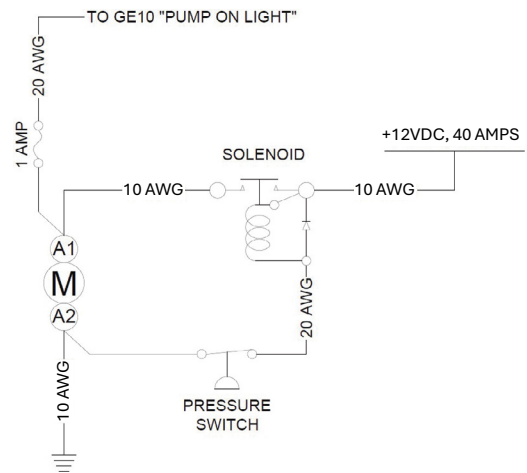 TO GE10 "PUMP ON LIGHT"
20 AWG
1 AMP
+12VDC, 40 AMPS
SOLENOID
10 AWG
10 AWG
A1
M
A2
20 AWG
10 AWG
PRESSURE
SWITCH